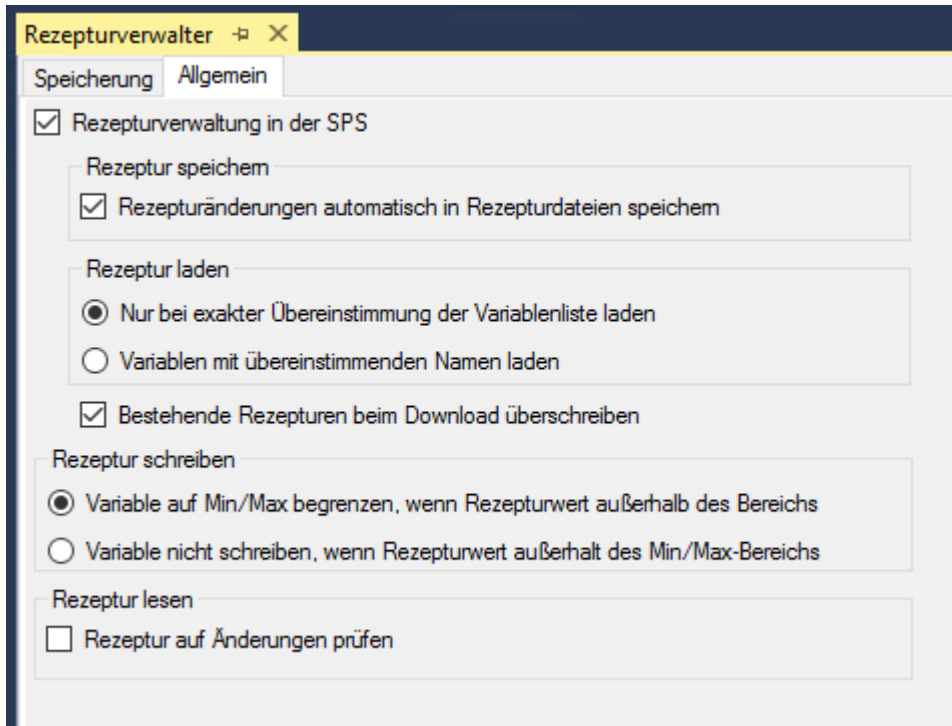 Rezepturverwalter
Speicherung Allgemein
Rezepturverwaltung in der SPS
Rezeptur speichern
Rezepturänderungen automatisch in Rezepturdateien speichern
Rezeptur laden
Nur bei exakter Übereinstimmung der Variablenliste laden
Variablen mit übereinstimmenden Namen laden
Bestehende Rezepturen beim Download überschreiben
Rezeptur schreiben
Variable auf Min/Max begrenzen, wenn Rezepturwert außerhalb des Bereichs
Variable nicht schreiben, wenn Rezepturwert außerhalt des Min/Max-Bereichs
Rezeptur lesen
Rezeptur auf Änderungen prüfen